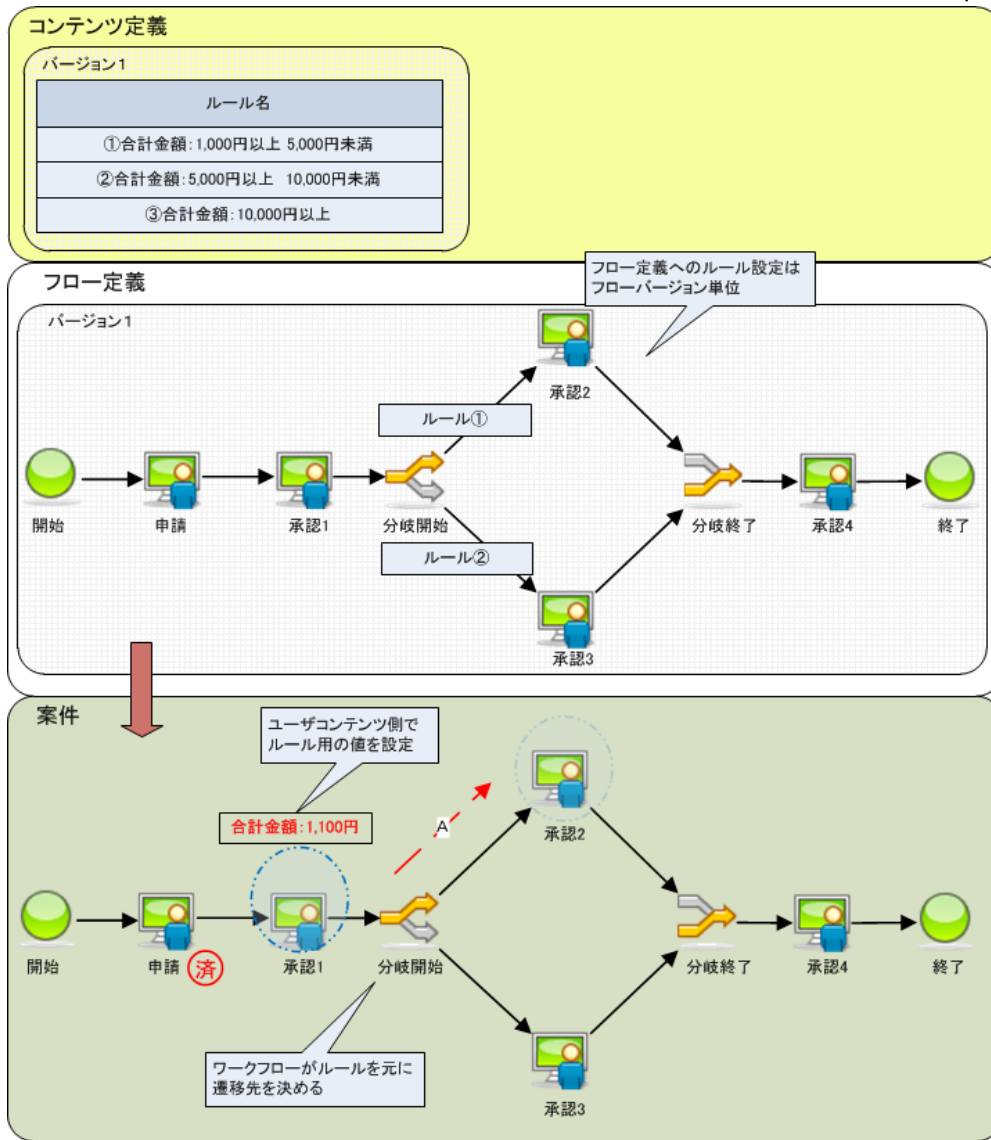 コンテンツ定義
バージョン1
ルール名
①合計金額:1,000円以上 5,000円未満
②合計金額:5,000円以上 10,000円未満
③合計金額:10,000円以上
フロー定義
フロー定義へのルール設定は
フローバージョン単位
バージョン1
承認2
ルール①
開始
申請
承認1
分岐開始
分岐終了
承認4
終了
ルール②
承認3
案件
ユーザコンテンツ側で
ルール用の値を設定
合計金額:1,100円
A
承認2
開始
申請
済
承認1
分岐開始
分岐終了
承認4
終了
ワークフローがルールを元に
遷移先を決める
承認3